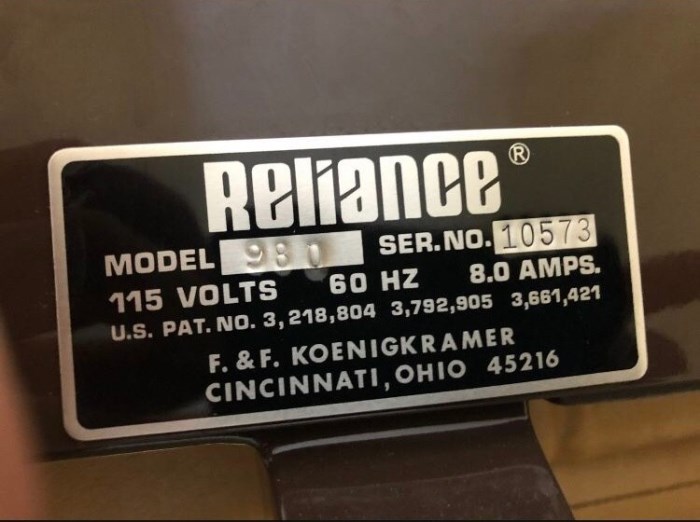 Reliance®
MODEL 980 SER.NO. 10573
115 VOLTS 60 HZ 8.0 AMPS.
U.S. PAT. NO. 3,218,804 3,792,905 3,661,421
F. & F. KOENIGKRAMER
CINCINNATI, OHIO 45216